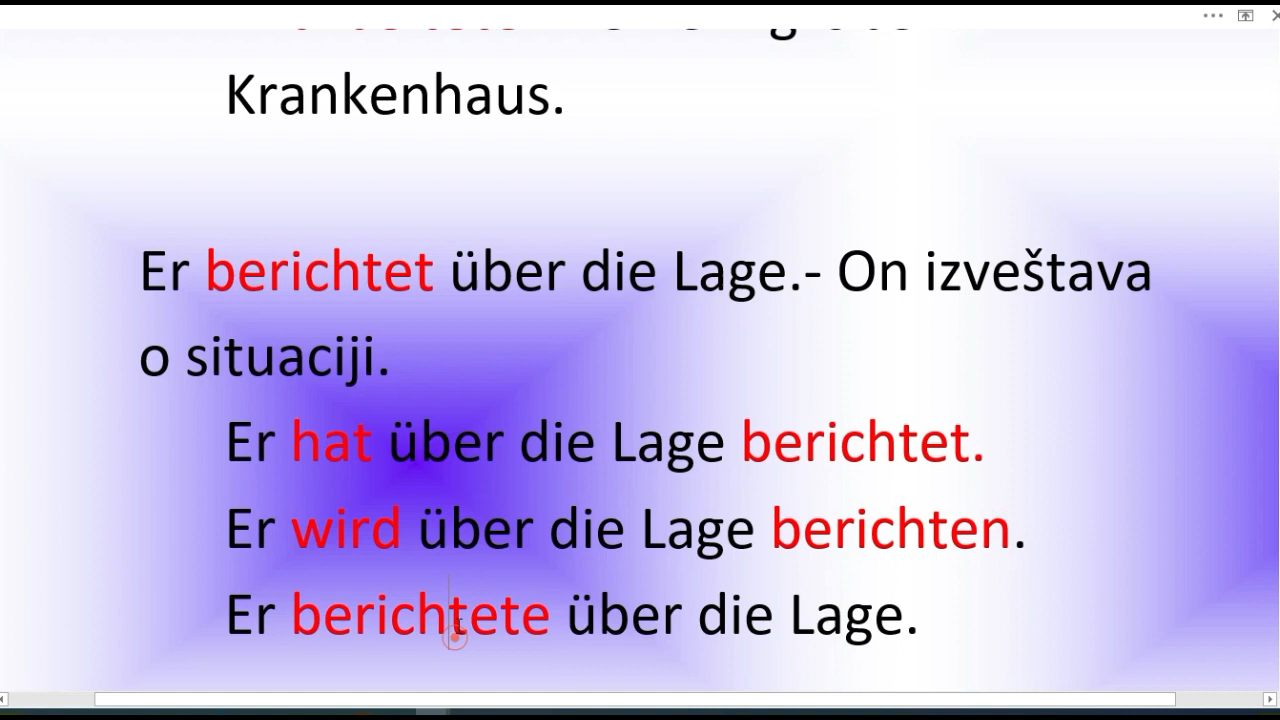 Krankenhaus.
Er berichtet über die Lage.- On izveštava
o situaciji.
Er hat über die Lage berichtet.
Er wird über die Lage berichten.
Er berichtete über die Lage.